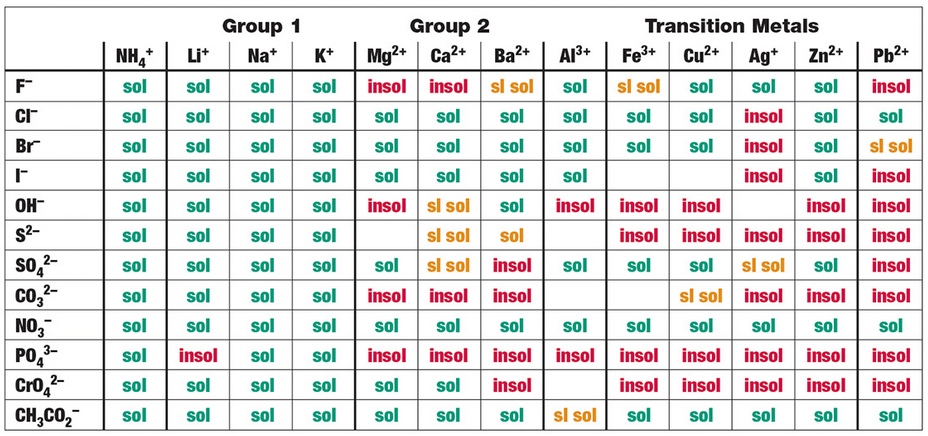 Group 1 Group 2 Transition Metals
NH₄⁺ Li⁺ Na⁺ K⁺ Mg²⁺ Ca²⁺ Ba²⁺ Al³⁺ Fe³⁺ Cu²⁺ Ag⁺ Zn²⁺ Pb²⁺
F⁻ sol sol sol sol insol insol sl sol sol sl sol sol sol sol insol
Cl⁻ sol sol sol sol sol sol sol sol sol sol insol sol sol
Br⁻ sol sol sol sol sol sol sol sol sol sol insol sol sl sol
I⁻ sol sol sol sol sol sol sol sol insol sol insol
OH⁻ sol sol sol sol insol sl sol sol insol insol insol insol insol
S²⁻ sol sol sol sol sl sol sol insol insol insol insol insol
SO₄²⁻ sol sol sol sol sol sl sol insol sol sol sol sl sol sol insol
CO₃²⁻ sol sol sol sol insol insol insol sl sol insol insol insol
NO₃⁻ sol sol sol sol sol sol sol sol sol sol sol sol sol
PO₄³⁻ sol insol sol sol insol insol insol insol insol insol insol insol insol
CrO₄²⁻ sol sol sol sol sol sol insol insol insol insol insol insol
CH₃CO₂⁻ sol sol sol sol sol sol sol sl sol sol sol sol sol sol